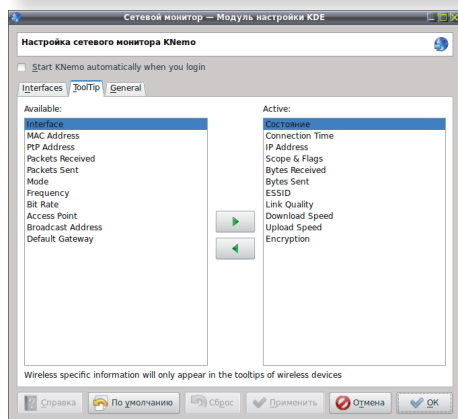 Сетевой монитор — Модуль настройки KDE
Настройка сетевого монитора KNemo
Start KNemo automatically when you login
Interfaces ToolTip General
Available:
Interface
MAC Address
PtP Address
Packets Received
Packets Sent
Mode
Frequency
Bit Rate
Access Point
Broadcast Address
Default Gateway
Active:
Состояние
Connection Time
IP Address
Scope & Flags
Bytes Received
Bytes Sent
ESSID
Link Quality
Download Speed
Upload Speed
Encryption
Wireless specific information will only appear in the tooltips of wireless devices
Справка По умолчанию Сброс Применить Отмена OK